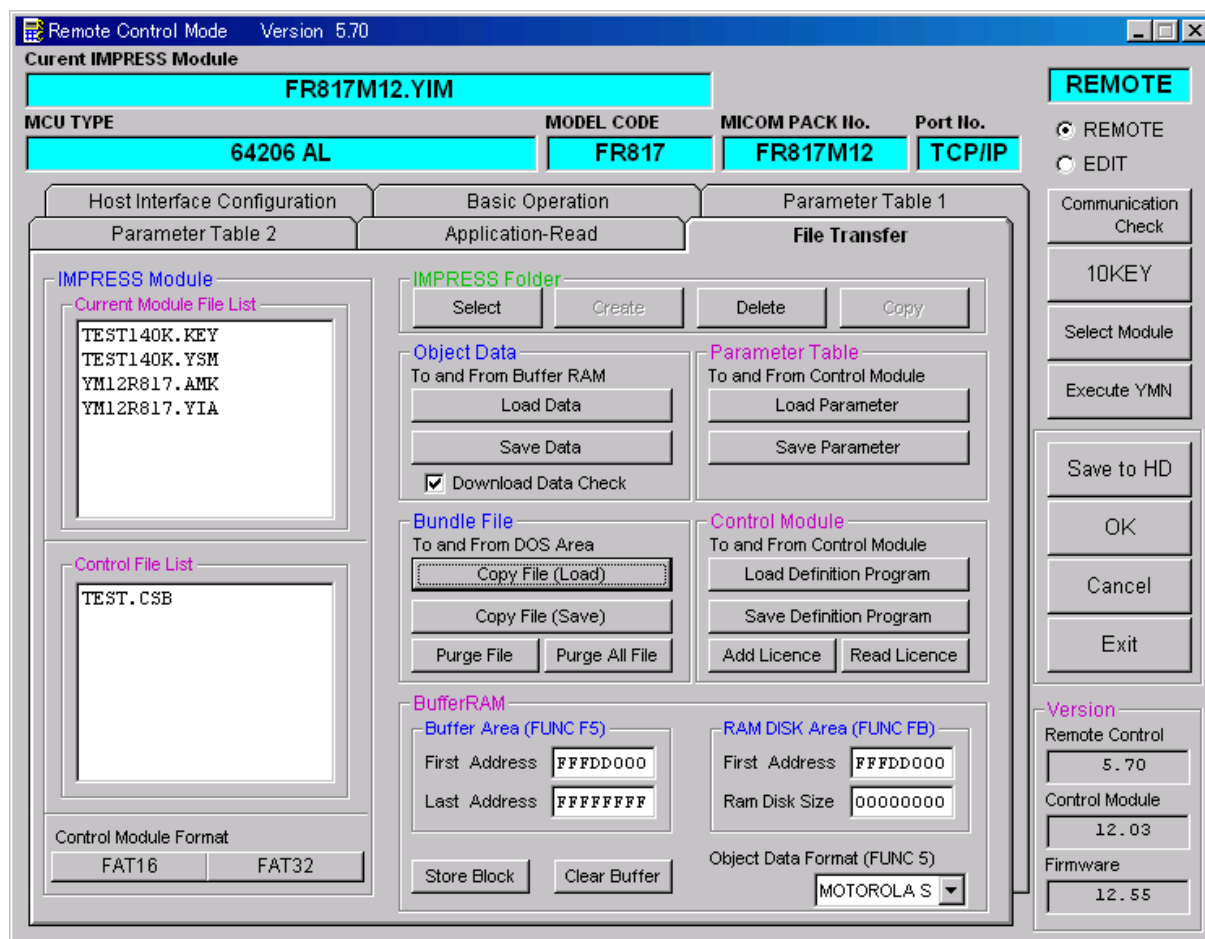 Remote Control Mode Version 5.70
Curent IMPRESS Module
FR817M12.YIM
REMOTE
MCU TYPE MODEL CODE MICOM PACK No. Port No.
64206 AL FR817 FR817M12 TCP/IP
REMOTE
EDIT
Host Interface Configuration Basic Operation Parameter Table 1
Parameter Table 2 Application-Read File Transfer
Communication
Check
10KEY
Select Module
Execute YMN
Save to HD
OK
Cancel
Exit
IMPRESS Module
Current Module File List
TEST140K.KEY
TEST140K.YSM
YM12R817.AMK
YM12R817.YIA
Control File List
TEST.CSB
Control Module Format
FAT16 FAT32
IMPRESS Folder
Select Create Delete Copy
Object Data
To and From Buffer RAM
Load Data
Save Data
Download Data Check
Parameter Table
To and From Control Module
Load Parameter
Save Parameter
Bundle File
To and From DOS Area
Copy File (Load)
Copy File (Save)
Purge File Purge All File
Control Module
To and From Control Module
Load Definition Program
Save Definition Program
Add Licence Read Licence
BufferRAM
Buffer Area (FUNC F5)
First Address FFFDD000
Last Address FFFFFFFF
RAM DISK Area (FUNC FB)
First Address FFFDD000
Ram Disk Size 00000000
Store Block Clear Buffer
Object Data Format (FUNC 5)
MOTOROLA S
Version
Remote Control
5.70
Control Module
12.03
Firmware
12.55